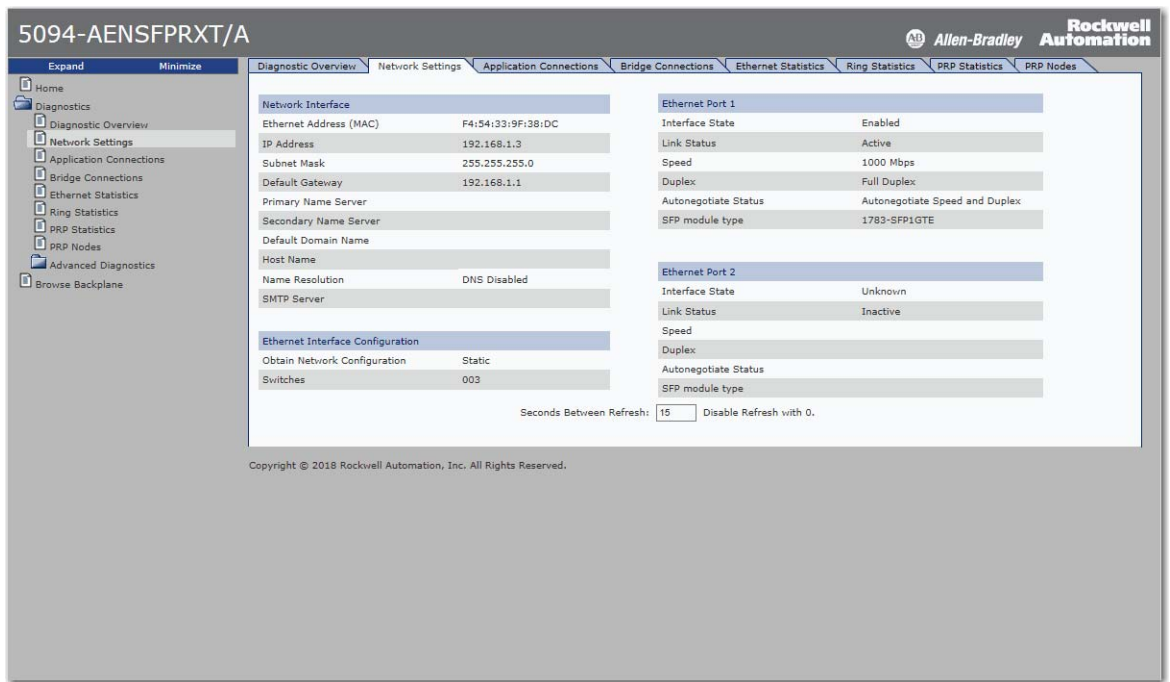 5094-AENSFPRXT/A
AB Allen-Bradley
Rockwell
Automation
Expand Minimize
Home
Diagnostics
Diagnostic Overview
Network Settings
Application Connections
Bridge Connections
Ethernet Statistics
Ring Statistics
PRP Statistics
PRP Nodes
Advanced Diagnostics
Browse Backplane
Diagnostic Overview Network Settings Application Connections Bridge Connections Ethernet Statistics Ring Statistics PRP Statistics PRP Nodes
Network Interface
Ethernet Address (MAC) F4:54:33:9F:38:DC
IP Address 192.168.1.3
Subnet Mask 255.255.255.0
Default Gateway 192.168.1.1
Primary Name Server
Secondary Name Server
Default Domain Name
Host Name
Name Resolution DNS Disabled
SMTP Server
Ethernet Interface Configuration
Obtain Network Configuration Static
Switches 003
Ethernet Port 1
Interface State Enabled
Link Status Active
Speed 1000 Mbps
Duplex Full Duplex
Autonegotiate Status Autonegotiate Speed and Duplex
SFP module type 1783-SFP1GTE
Ethernet Port 2
Interface State Unknown
Link Status Inactive
Speed
Duplex
Autonegotiate Status
SFP module type
Seconds Between Refresh: 15 Disable Refresh with 0.
Copyright © 2018 Rockwell Automation, Inc. All Rights Reserved.